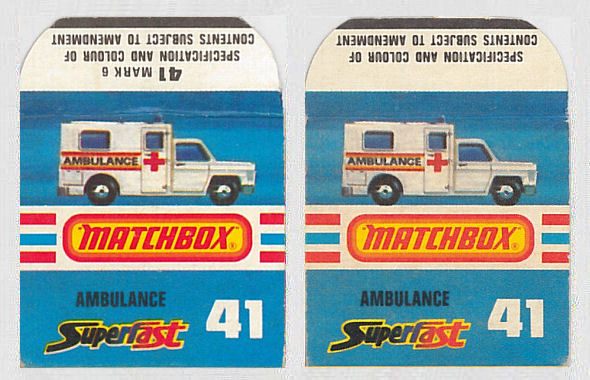 41 MARK 6
SPECIFICATION AND COLOUR OF
CONTENTS SUBJECT TO AMENDMENT
AMBULANCE
MATCHBOX®
AMBULANCE
Superfast
41
SPECIFICATION AND COLOUR OF
CONTENTS SUBJECT TO AMENDMENT
AMBULANCE
MATCHBOX®
AMBULANCE
Superfast
41